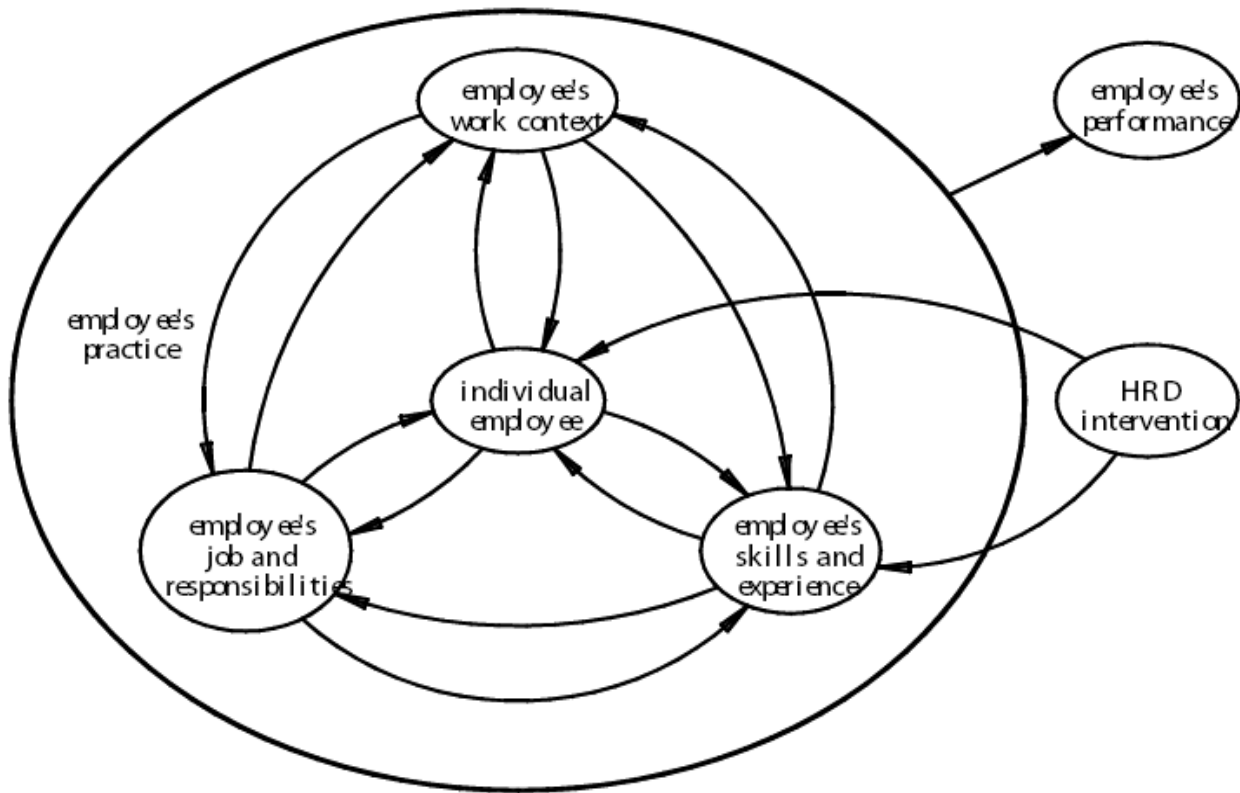 employee's
work context
employee's
performance
employee's
practice
individual
employee
HRD
intervention
employee's
job and
responsibilities
employee's
skills and
experience